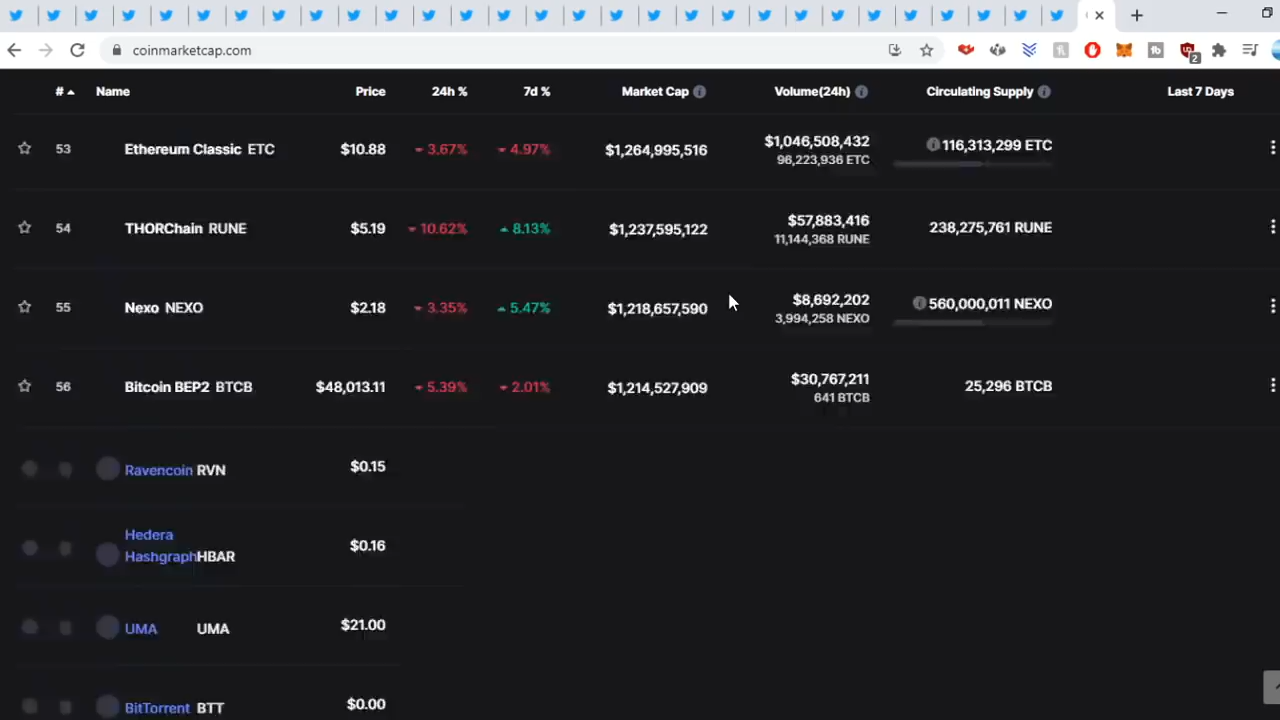 coinmarketcap.com
2
# Name Price 24h % 7d % Market Cap Volume(24h) Circulating Supply Last 7 Days
53 Ethereum Classic ETC $10.88 3.67% 4.97% $1,264,995,516 $1,046,508,432 116,313,299 ETC
96,223,936 ETC
54 THORChain RUNE $5.19 10.62% 8.13% $1,237,595,122 $57,883,416 238,275,761 RUNE
11,144,368 RUNE
55 Nexo NEXO $2.18 3.35% 5.47% $1,218,657,590 $8,692,202 560,000,011 NEXO
3,994,258 NEXO
56 Bitcoin BEP2 BTCB $48,013.11 5.39% 2.01% $1,214,527,909 $30,767,211 25,296 BTCB
641 BTCB
Ravencoin RVN $0.15
Hedera
Hashgraph HBAR $0.16
UMA UMA $21.00
BitTorrent BTT $0.00